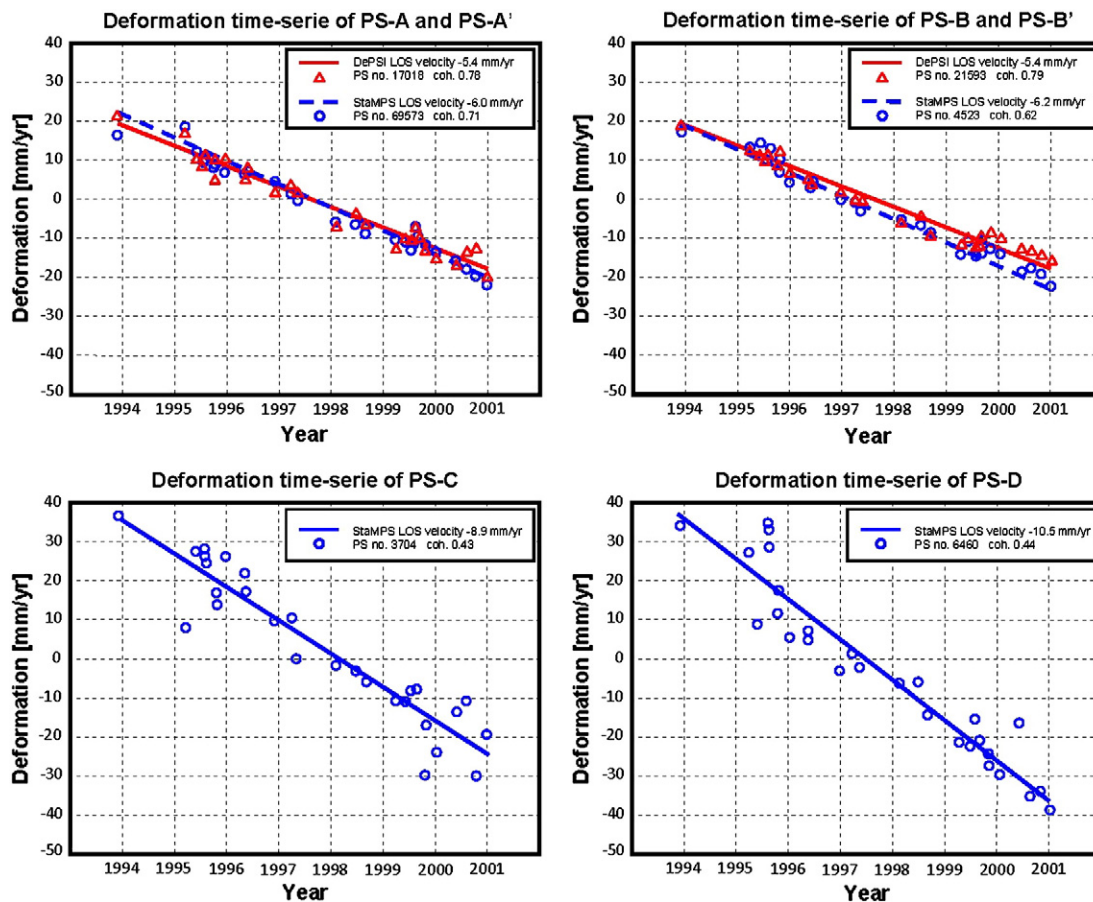 Deformation time-serie of PS-A and PS-A'
Deformation [mm/yr]
40
30
20
10
0
-10
-20
-30
-40
-50
DePSI LOS velocity -5.4 mm/yr
PS no. 17018 coh. 0.78
StaMPS LOS velocity -6.0 mm/yr
PS no. 69573 coh. 0.71
1994 1995 1996 1997 1998 1999 2000 2001
Year
Deformation time-serie of PS-B and PS-B'
Deformation [mm/yr]
40
30
20
10
0
-10
-20
-30
-40
-50
DePSI LOS velocity -5.4 mm/yr
PS no. 21593 coh. 0.79
StaMPS LOS velocity -6.2 mm/yr
PS no. 4523 coh. 0.62
1994 1995 1996 1997 1998 1999 2000 2001
Year
Deformation time-serie of PS-C
Deformation [mm/yr]
40
30
20
10
0
-10
-20
-30
-40
-50
StaMPS LOS velocity -8.9 mm/yr
PS no. 3704 coh. 0.43
1994 1995 1996 1997 1998 1999 2000 2001
Year
Deformation time-serie of PS-D
Deformation [mm/yr]
40
30
20
10
0
-10
-20
-30
-40
-50
StaMPS LOS velocity -10.5 mm/yr
PS no. 6460 coh. 0.44
1994 1995 1996 1997 1998 1999 2000 2001
Year